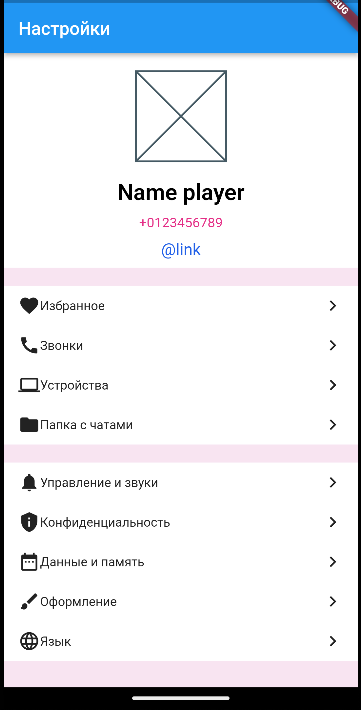 Настройки
Name player
+0123456789
@link
Избранное
Звонки
Устройства
Папка с чатами
Управление и звуки
Конфиденциальность
Данные и память
Оформление
Язык